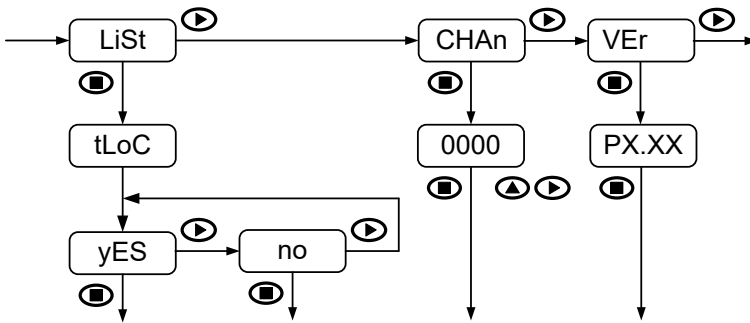 LiSt
CHAn
VEr
tLoC
0000
PX.XX
yES
no